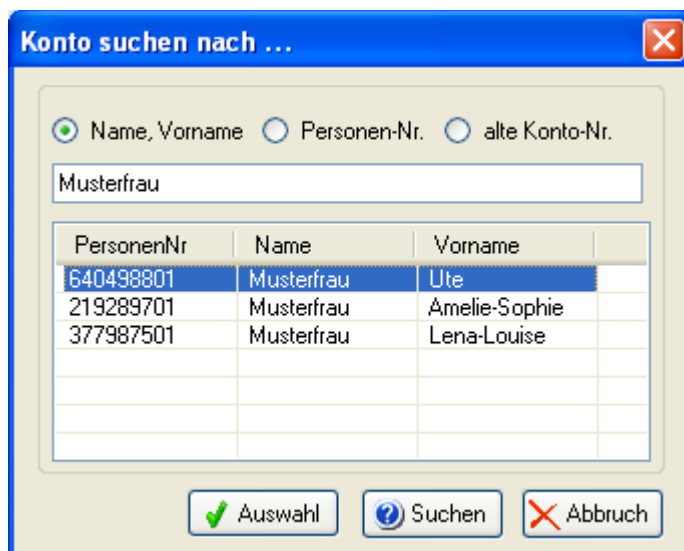 Konto suchen nach ...
Name, Vorname Personen-Nr. alte Konto-Nr.
Musterfrau
PersonenNr Name Vorname
640498801 Musterfrau Ute
219289701 Musterfrau Amelie-Sophie
377987501 Musterfrau Lena-Louise
Auswahl Suchen Abbruch